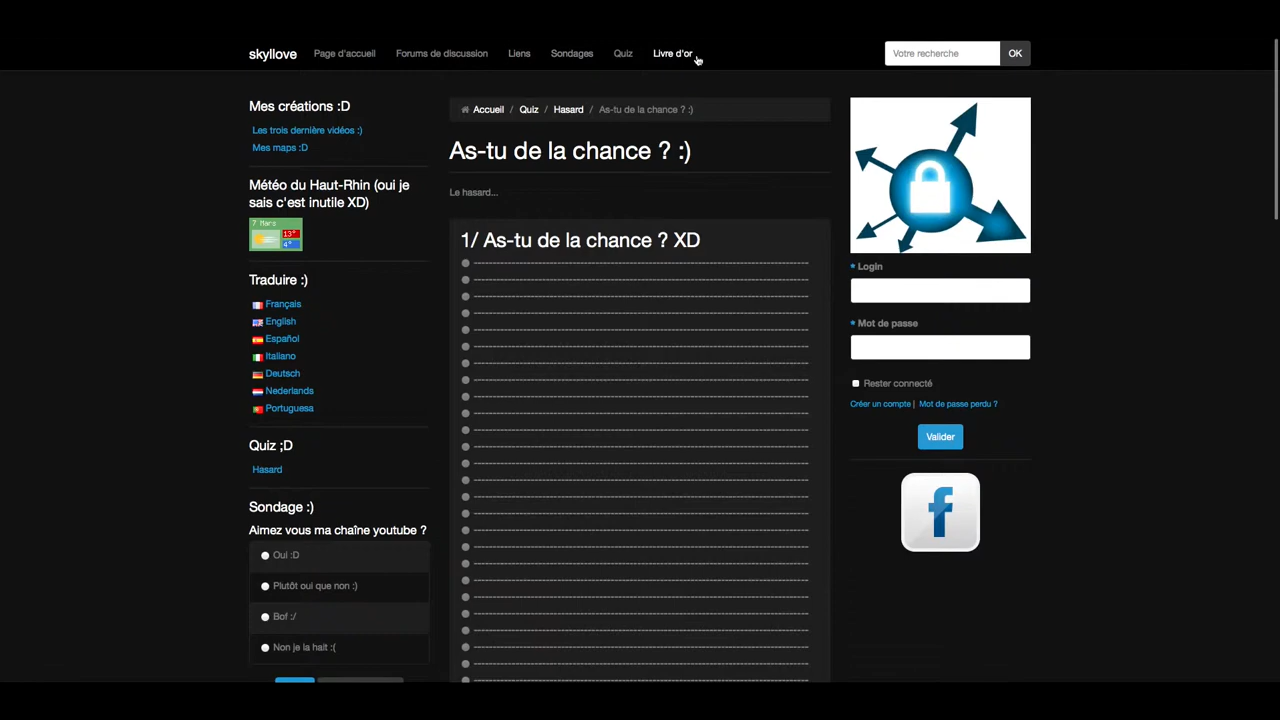 skyllove Page d'accueil Forums de discussion Liens Sondages Quiz Livre d'or Votre recherche OK
Mes créations :D
Les trois dernière vidéos :)
Mes maps :D
Météo du Haut-Rhin (oui je
sais c'est inutile XD)
7 Mars
13°
4°
Traduire :)
Français
English
Español
Italiano
Deutsch
Nederlands
Portuguesa
Quiz ;D
Hasard
Sondage :)
Aimez vous ma chaîne youtube ?
Oui :D
Plutôt oui que non :)
Bof :/
Non je la hait :(
Accueil / Quiz / Hasard / As-tu de la chance ? :)
As-tu de la chance ? :)
Le hasard...
1/ As-tu de la chance ? XD
* Login
* Mot de passe
Rester connecté
Créer un compte | Mot de passe perdu ?
Valider
f